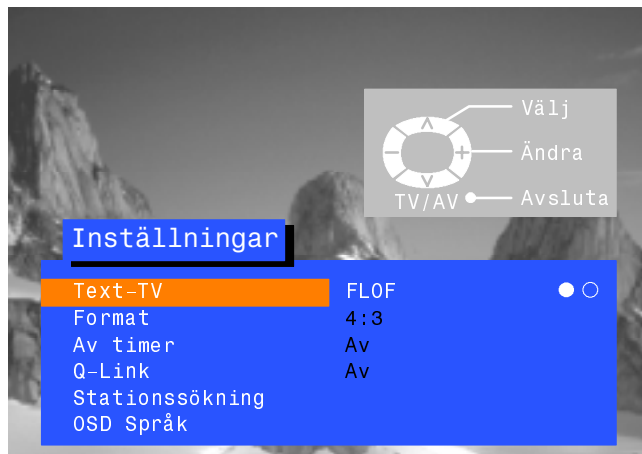 Välj
Ändra
TV/AV Avsluta
Inställningar
Text-TV FLOF
Format 4:3
Av timer Av
Q-Link Av
Stationssökning
OSD Språk